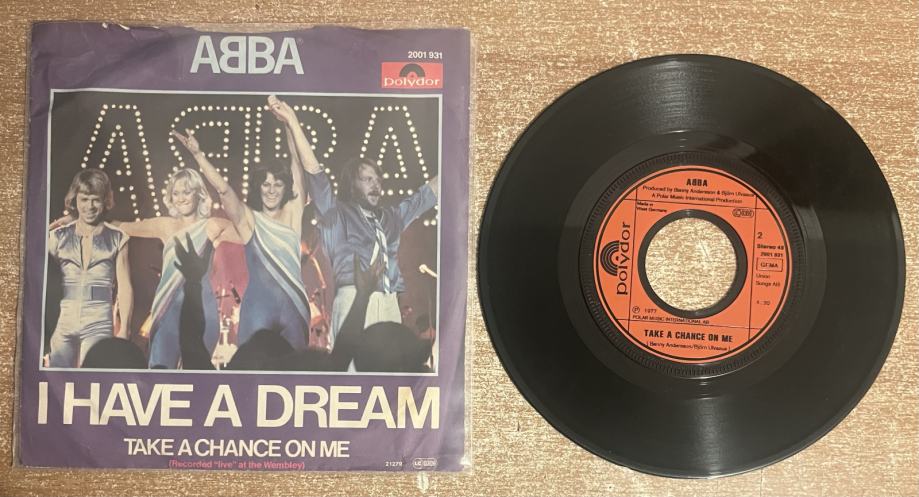 ABBA
2001 931
polydor
ABBA
I HAVE A DREAM
TAKE A CHANCE ON ME
(Recorded "live" at the Wembley)
21279
ABBA
Produced by Benny Andersson & Björn Ulvaeus
A Polar Music International Production
Made in
West Germany
polydor
2
Stereo 45
2001 931
GEMA
Union
Songs AB
℗ 1977
POLAR MUSIC INTERNATIONAL AB
TAKE A CHANCE ON ME
(Benny Andersson/Björn Ulvaeus)